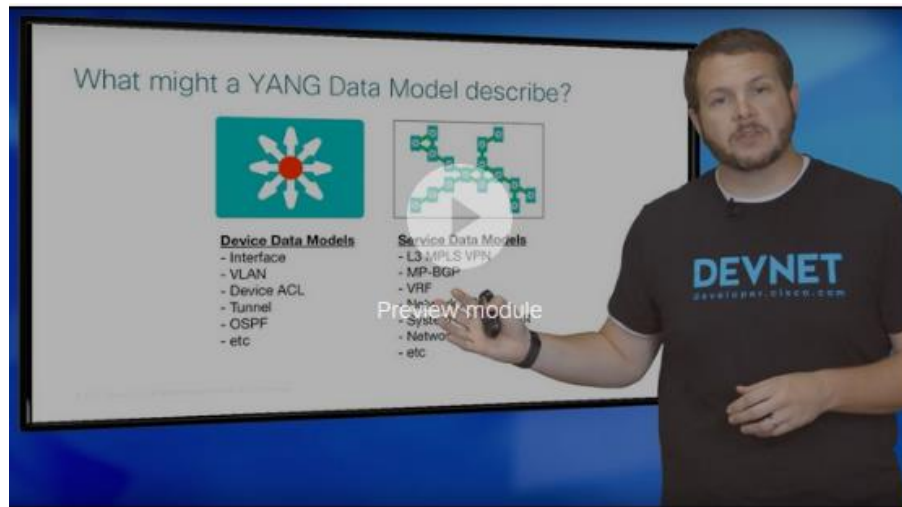 What might a YANG Data Model describe?
Device Data Models
- Interface
- VLAN
- Device ACL
- Tunnel
- OSPF
- etc
Service Data Models
- L3 MPLS VPN
- MP-BGP
- VRF
- etc
Preview module
DEVNET
developer.cisco.com